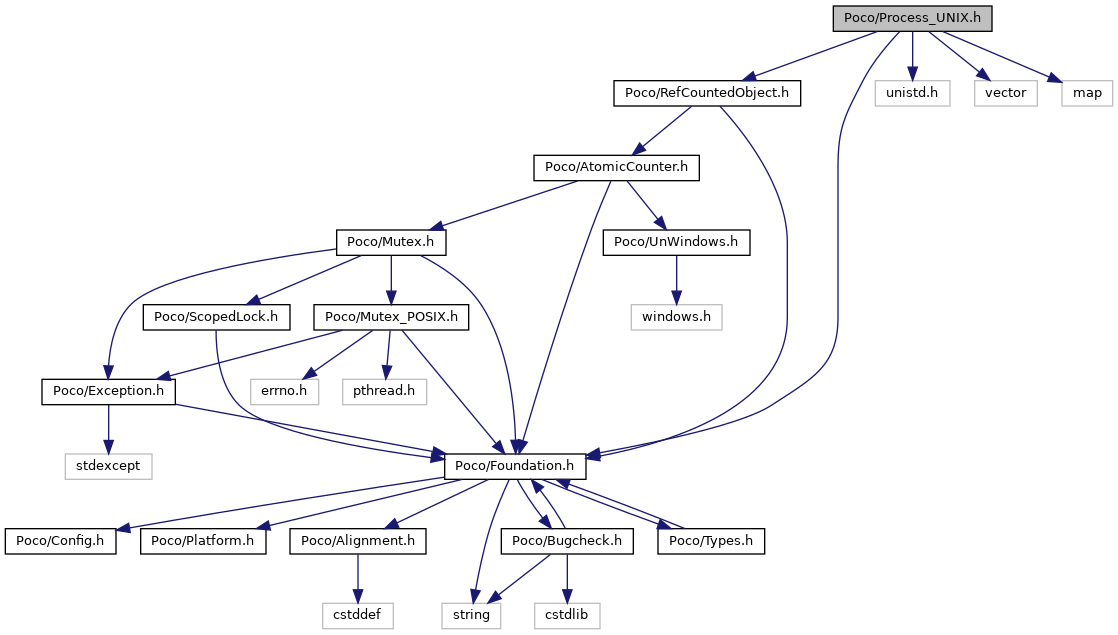 Poco/Process_UNIX.h
Poco/RefCountedObject.h
unistd.h
vector
map
Poco/AtomicCounter.h
Poco/Mutex.h
Poco/UnWindows.h
Poco/ScopedLock.h
Poco/Mutex_POSIX.h
windows.h
Poco/Exception.h
errno.h
pthread.h
stdexcept
Poco/Foundation.h
Poco/Config.h
Poco/Platform.h
Poco/Alignment.h
Poco/Bugcheck.h
Poco/Types.h
cstddef
string
cstdlib